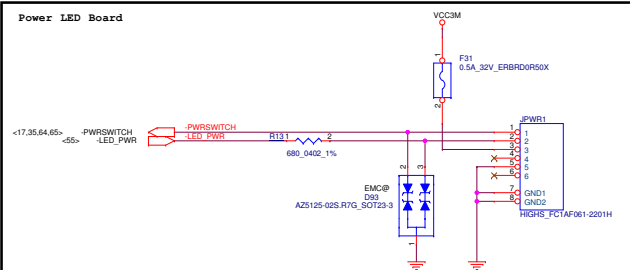 Power LED Board
VCC3M
1
F31
0.5A_32V_ERBRD0R50X
2
JPWR1
<17,35,64,65> -PWRSWITCH -PWRSWITCH 1 1
<55> -LED_PWR -LED_PWR R13 1 2 2 2
680_0402_1%
3 3
4 4
5 5
6 6
7 GND1
8 GND2
HIGHS_FC1AF061-2201H
2 3
EMC@
D93
AZ5125-02S.R7G_SOT23-3
1